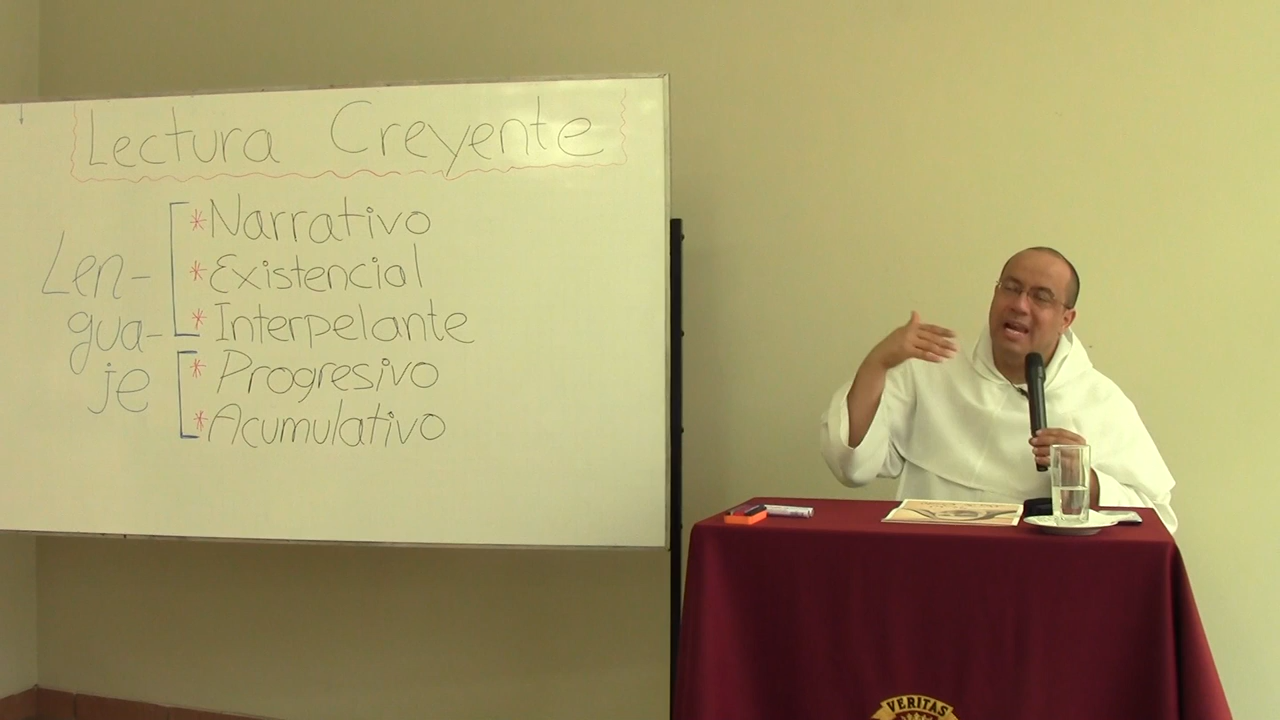 Lectura Creyente
Len-
gua-
je
* Narrativo
* Existencial
* Interpelante
* Progresivo
* Acumulativo
VERITAS